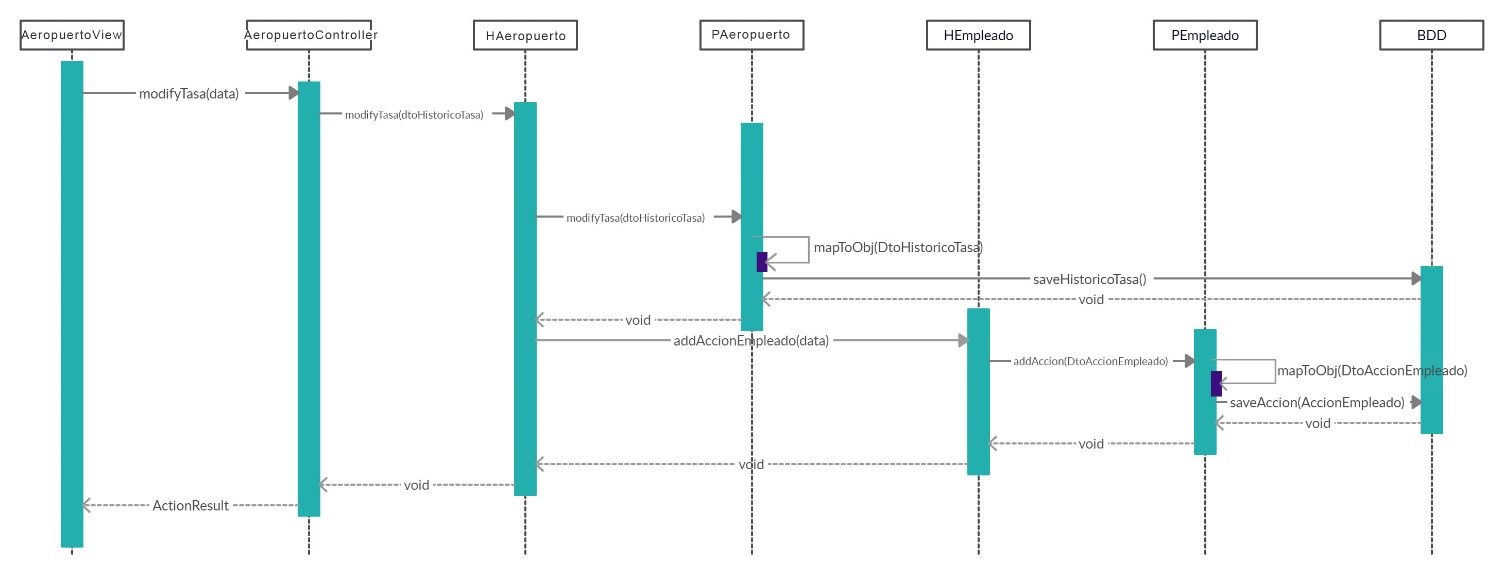 AeropuertoView
AeropuertoController
HAeropuerto
PAeropuerto
HEmpleado
PEmpleado
BDD
modifyTasa(data)
modifyTasa(dtoHistoricoTasa)
modifyTasa(dtoHistoricoTasa)
mapToObj(DtoHistoricoTasa)
saveHistoricoTasa()
void
void
addAccionEmpleado(data)
addAccion(DtoAccionEmpleado)
mapToObj(DtoAccionEmpleado)
saveAccion(AccionEmpleado)
void
void
void
void
ActionResult